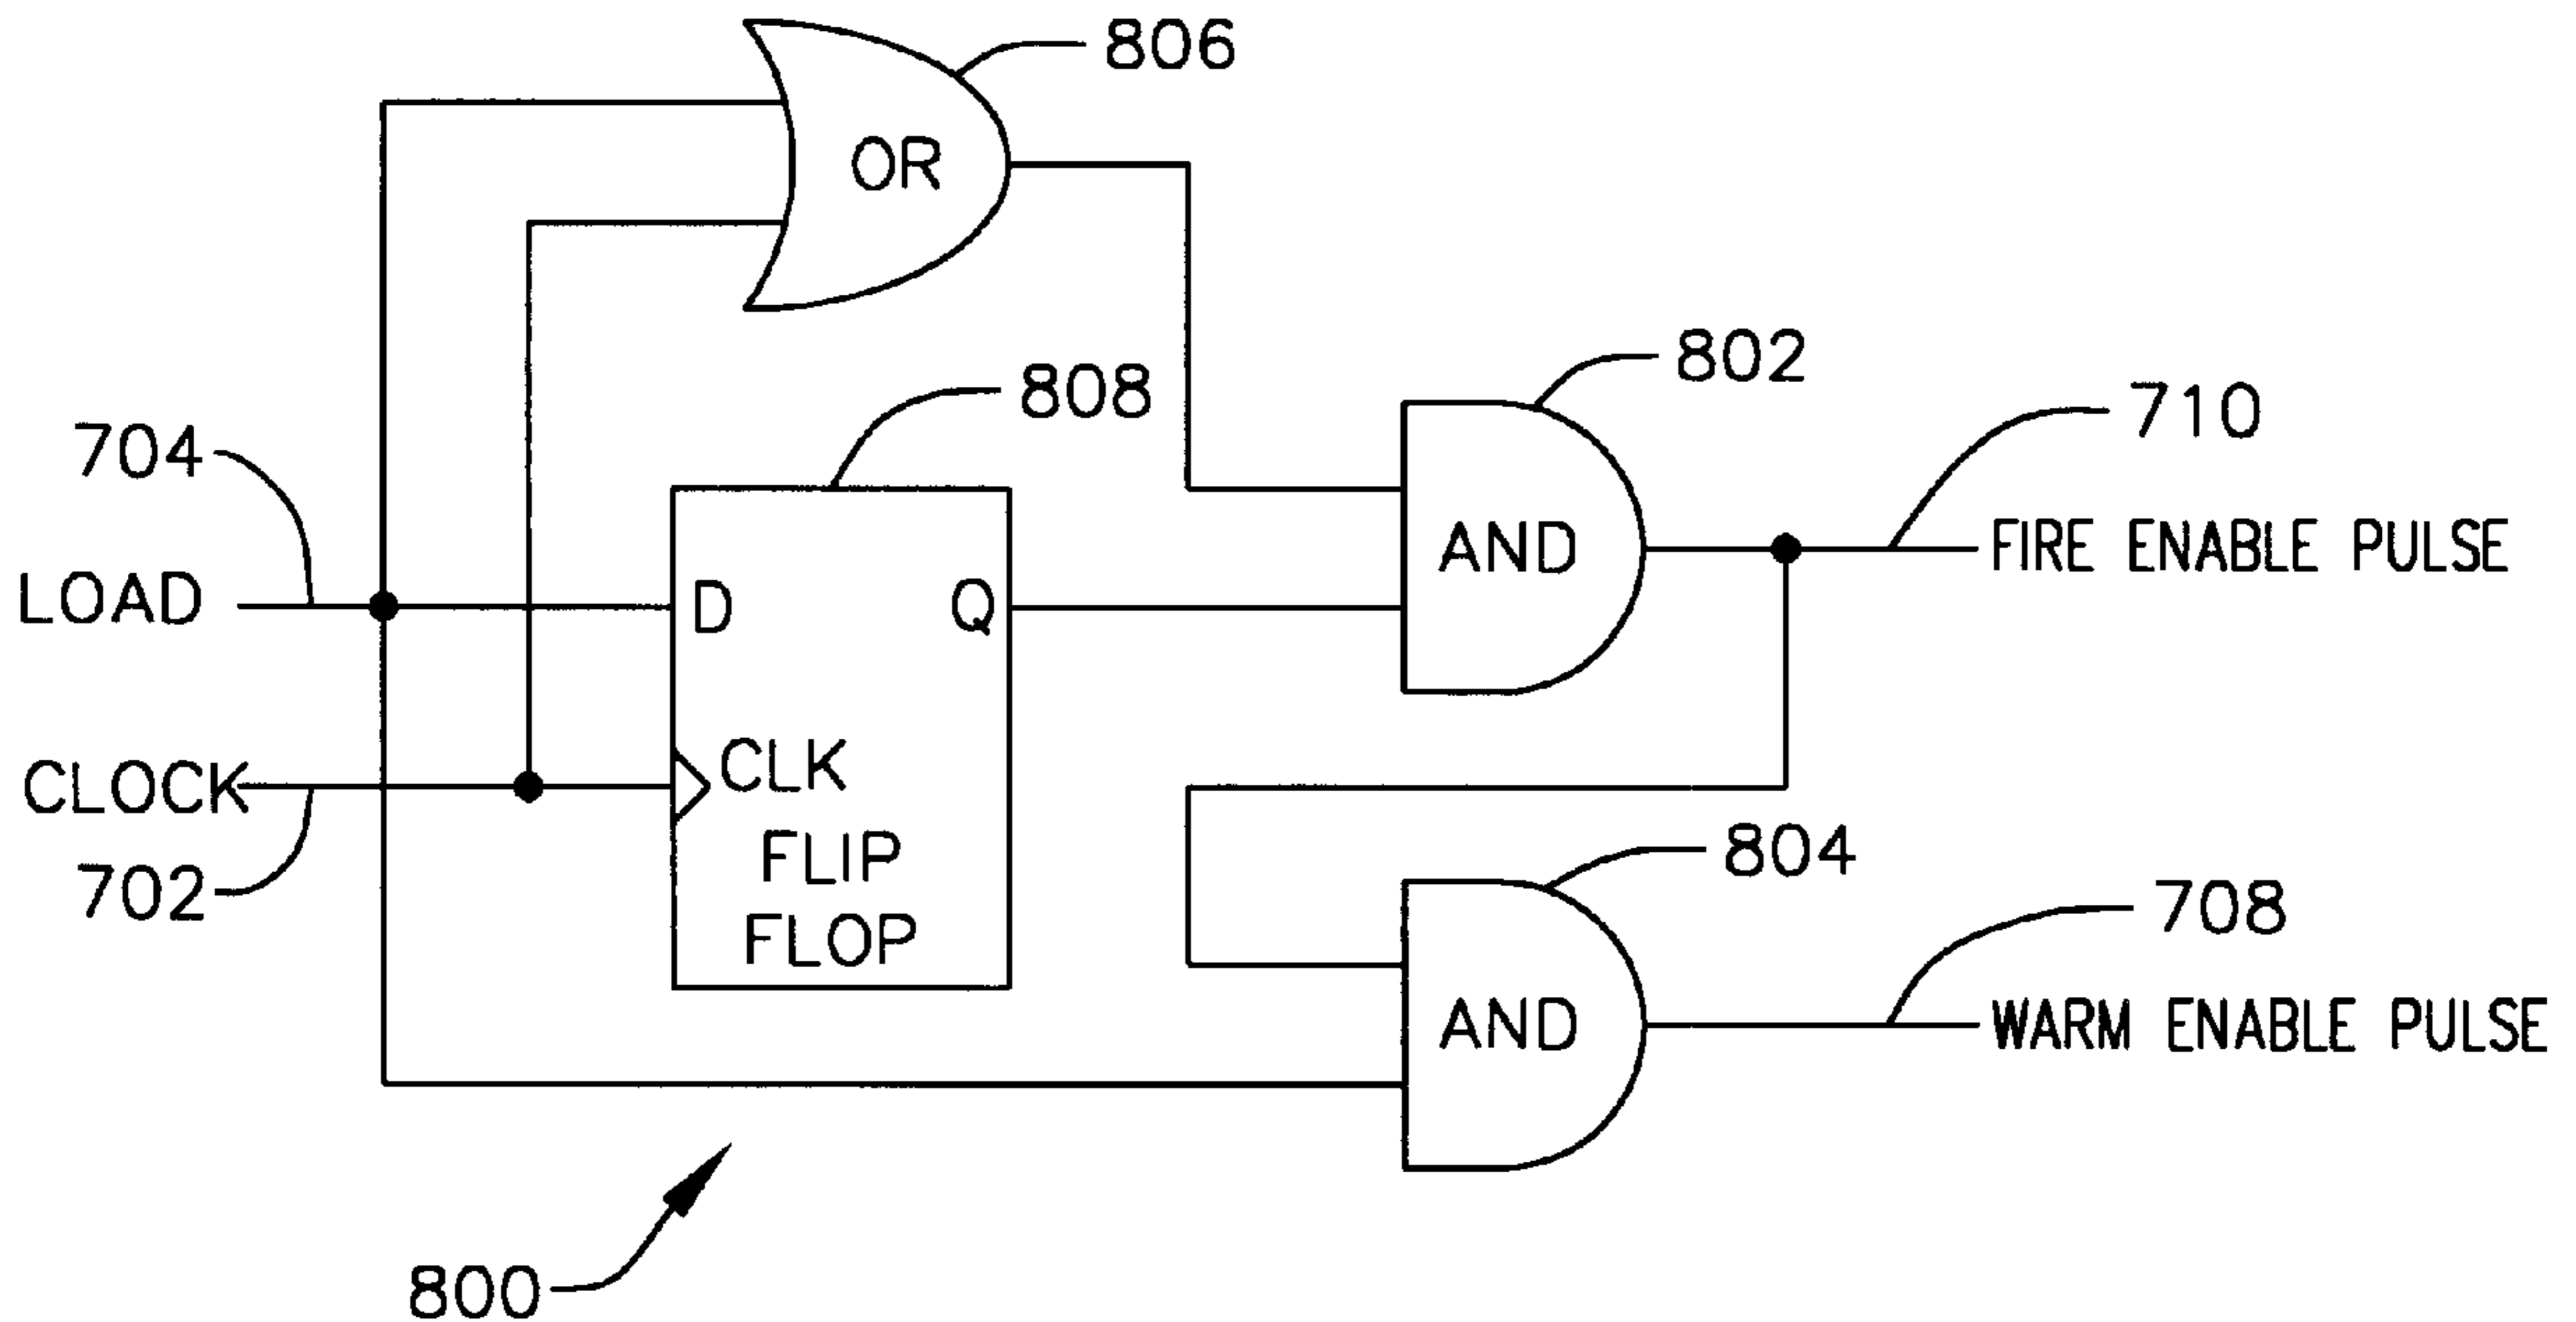 806
OR
808
802
710
704
AND
FIRE ENABLE PULSE
LOAD
D
Q
CLOCK
CLK
FLIP
FLOP
702
804
708
AND
WARM ENABLE PULSE
800